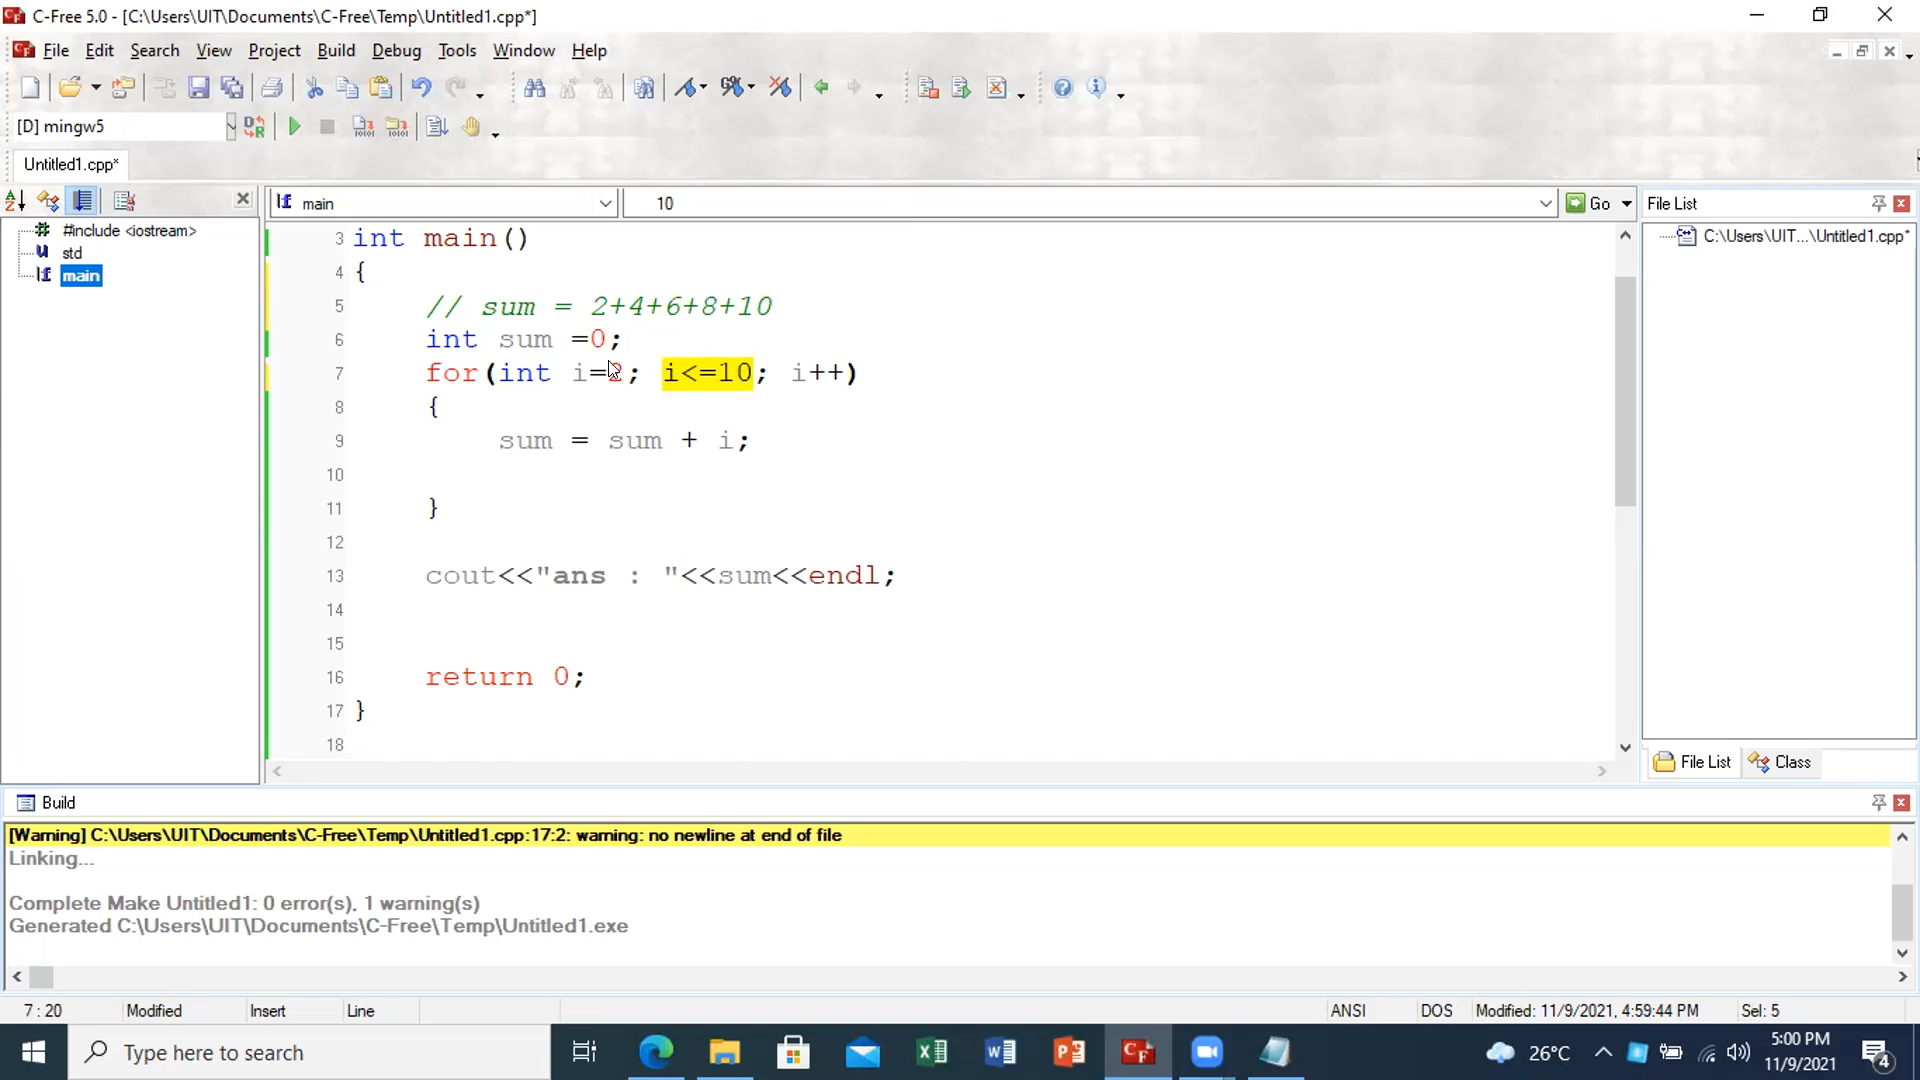 C-Free 5.0 - [C:\Users\UIT\Documents\C-Free\Temp\Untitled1.cpp*]
File Edit Search View Project Build Debug Tools Window Help
[D] mingw5
Untitled1.cpp*
main
10
Go
File List
#include <iostream>
std
main
C:\Users\UIT...\Untitled1.cpp*
3 int main()
4 {
5 // sum = 2+4+6+8+10
6 int sum =0;
7 for(int i=2; i<=10; i++)
8 {
9 sum = sum + i;
10
11 }
12
13 cout<<"ans : "<<sum<<endl;
14
15
16 return 0;
17 }
18
File List Class
Build
[Warning] C:\Users\UIT\Documents\C-Free\Temp\Untitled1.cpp:17:2: warning: no newline at end of file
Linking...
Complete Make Untitled1: 0 error(s), 1 warning(s)
Generated C:\Users\UIT\Documents\C-Free\Temp\Untitled1.exe
7 : 20 Modified Insert Line ANSI DOS Modified: 11/9/2021, 4:59:44 PM Sel: 5
Type here to search
26°C
5:00 PM
11/9/2021
4